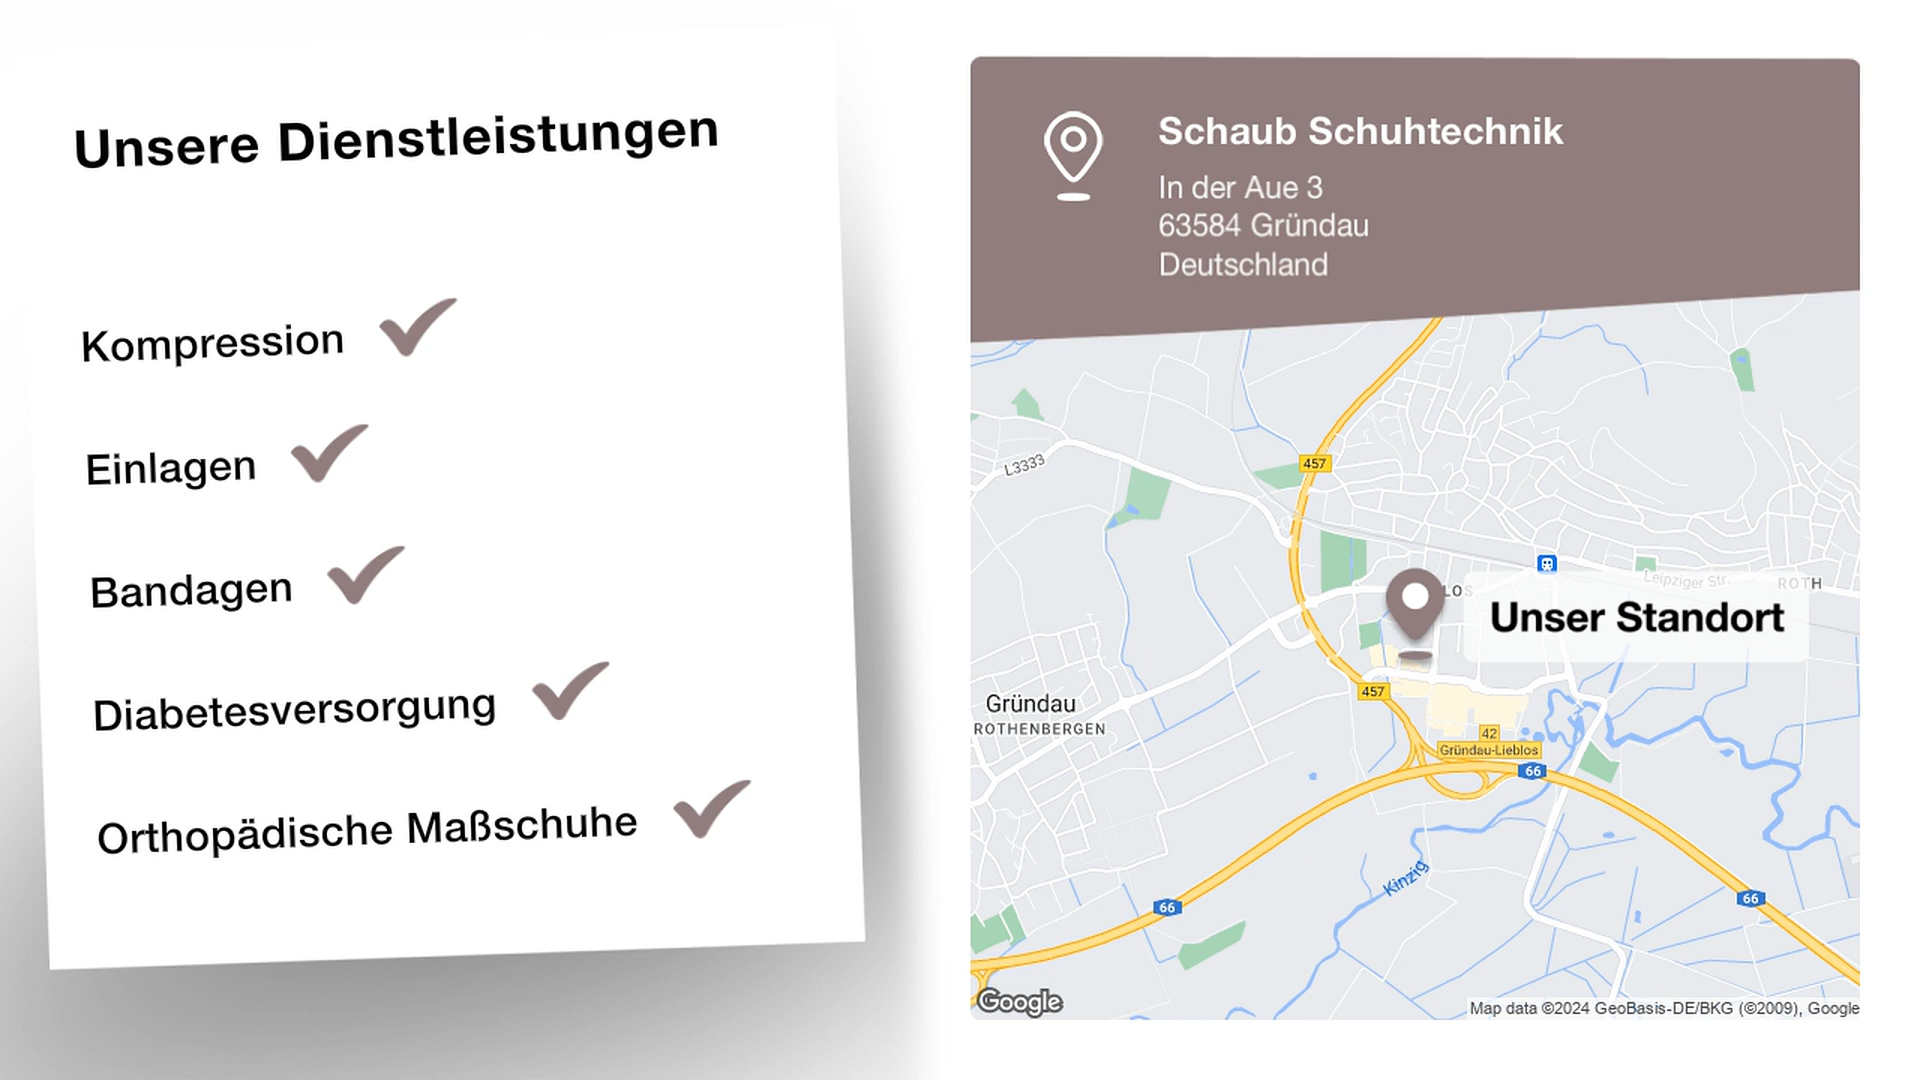 Unsere Dienstleistungen
Kompression
Einlagen
Bandagen
Diabetesversorgung
Orthopädische Maßschuhe
Schaub Schuhtechnik
In der Aue 3
63584 Gründau
Deutschland
457
L3333
LOS
Leipziger Str.
ROTH
Unser Standort
457
Gründau
ROTHENBERGEN
42
Gründau-Lieblos
66
Kinzig
66
66
Google
Map data ©2024 GeoBasis-DE/BKG (©2009), Google